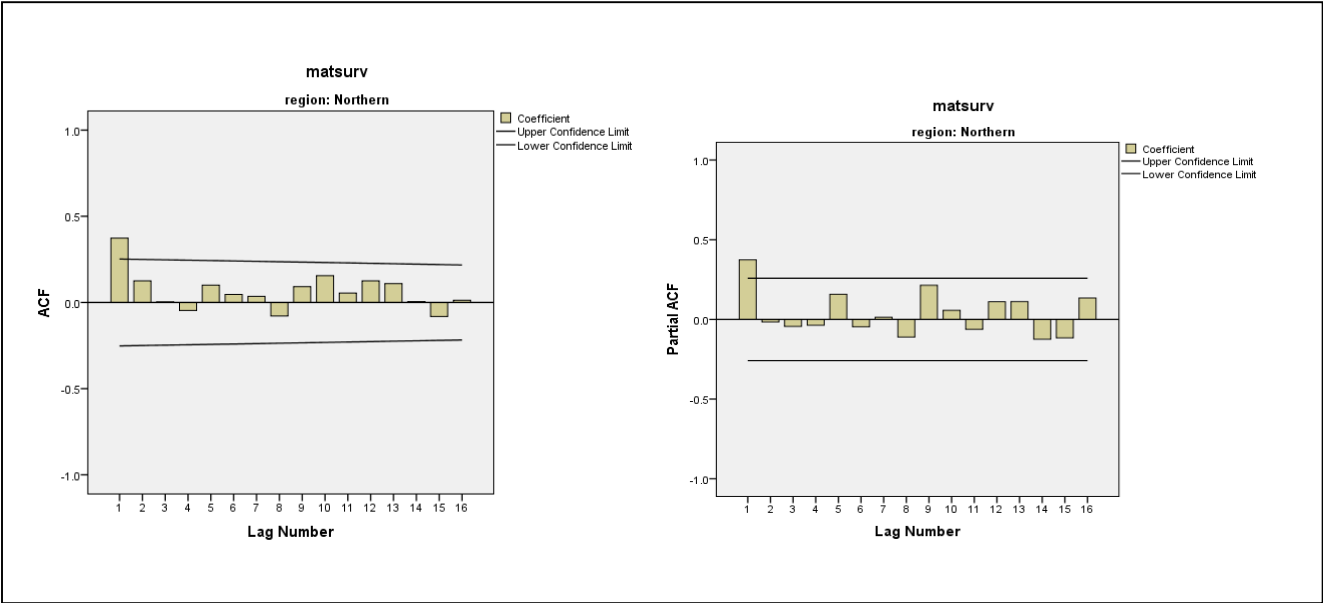 matsurv
region: Northern
Coefficient
Upper Confidence Limit
Lower Confidence Limit
1.0
0.5
0.0
-0.5
-1.0
ACF
1 2 3 4 5 6 7 8 9 10 11 12 13 14 15 16
Lag Number
matsurv
region: Northern
Coefficient
Upper Confidence Limit
Lower Confidence Limit
1.0
0.5
0.0
-0.5
-1.0
Partial ACF
1 2 3 4 5 6 7 8 9 10 11 12 13 14 15 16
Lag Number